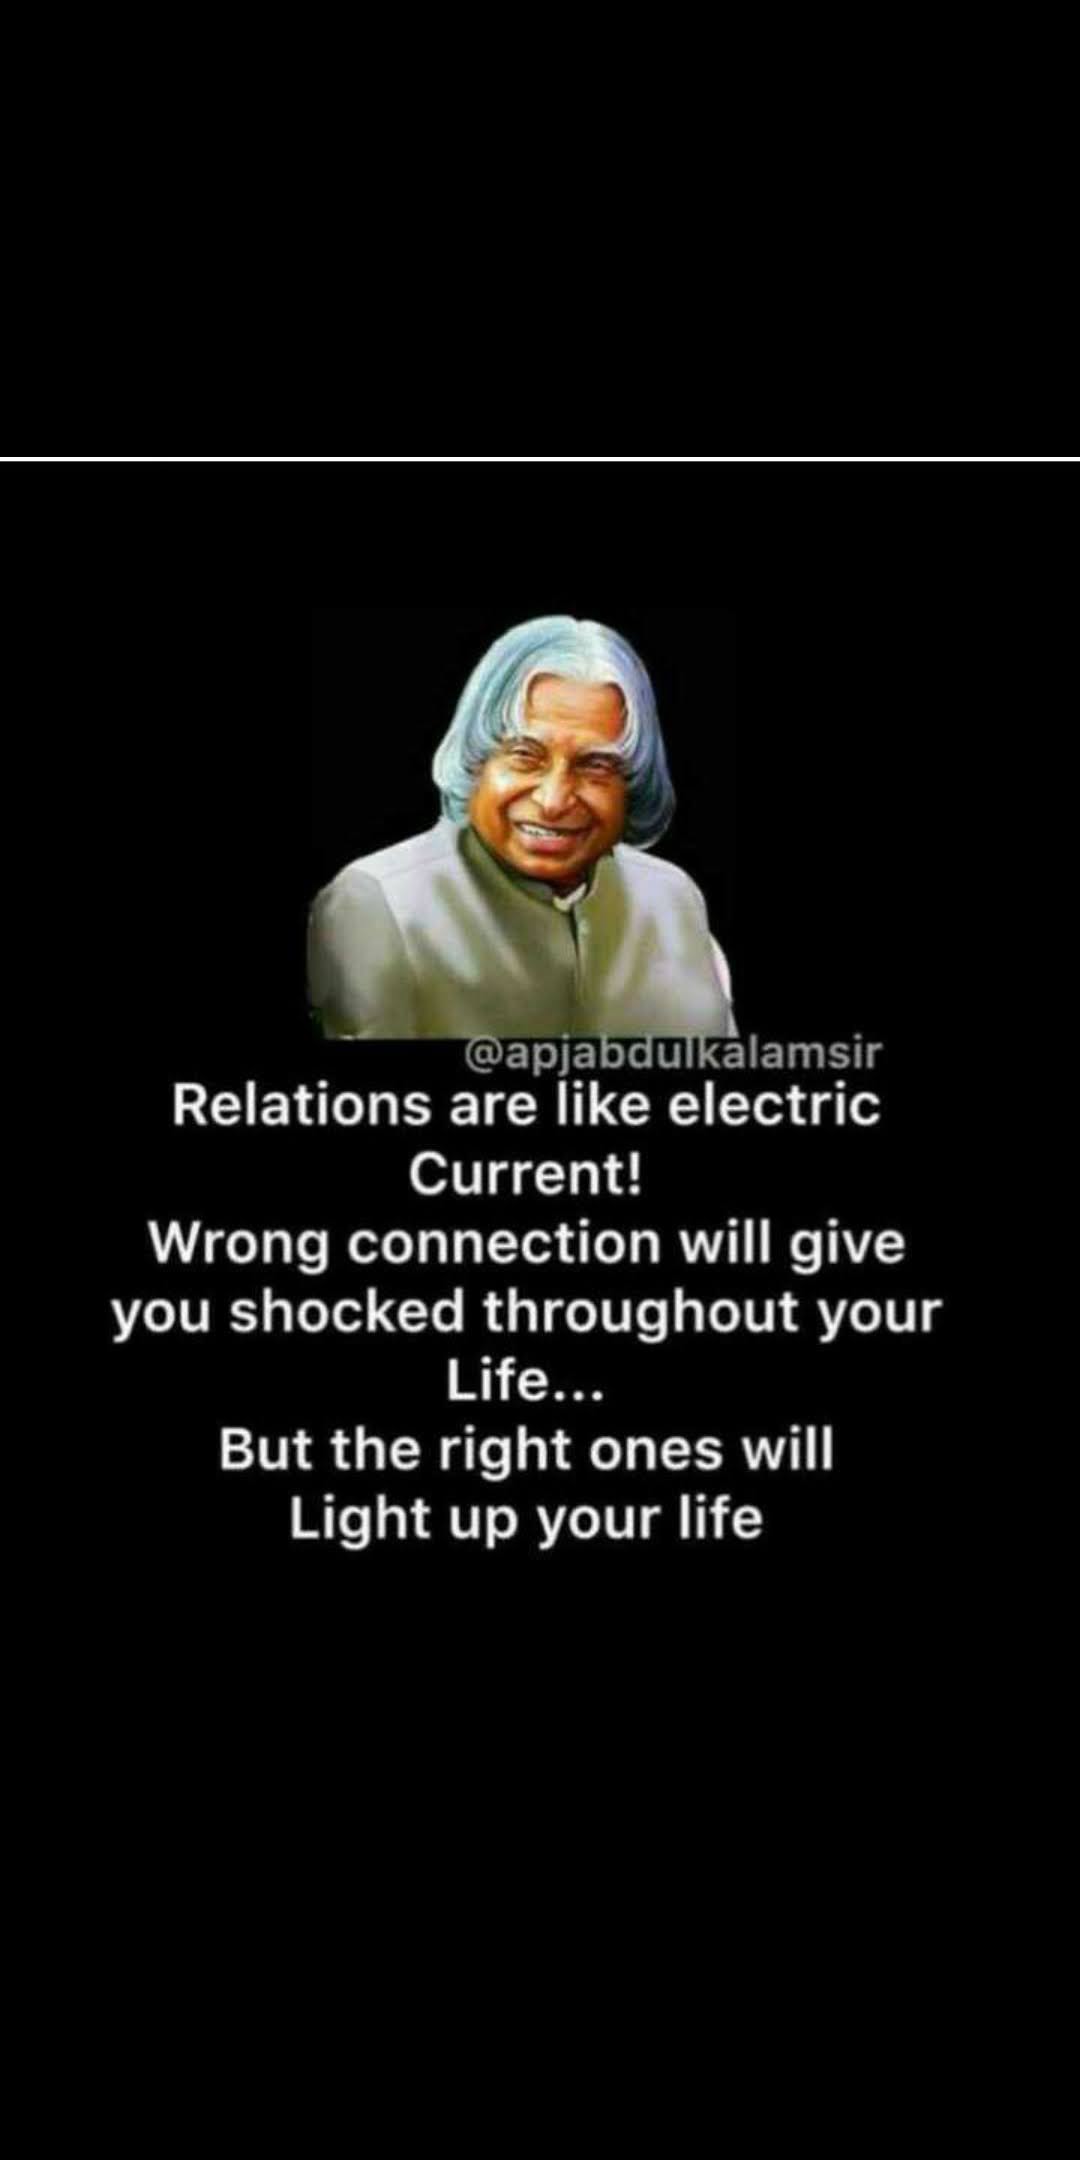 @apjabdulkalamsir
Relations are like electric
Current!
Wrong connection will give
you shocked throughout your
Life...
But the right ones will
Light up your life